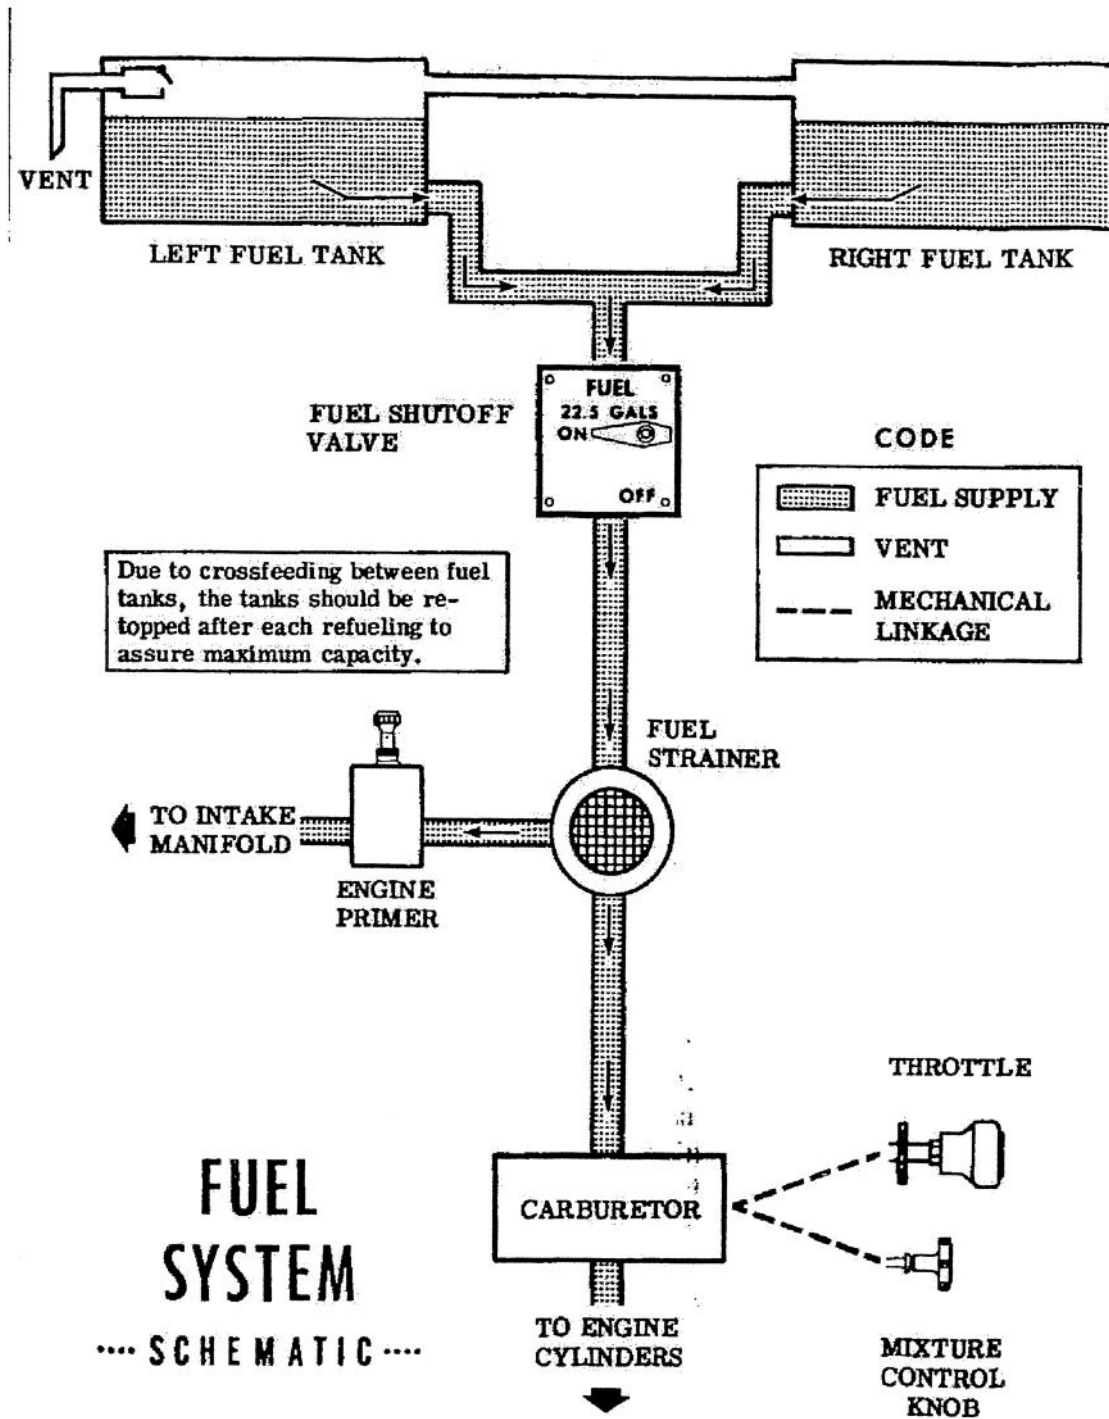 VENT
LEFT FUEL TANK
RIGHT FUEL TANK
FUEL SHUTOFF
VALVE
FUEL
22.5 GALS
ON
OFF
CODE
FUEL SUPPLY
VENT
MECHANICAL
LINKAGE
Due to crossfeeding between fuel
tanks, the tanks should be re-
topped after each refueling to
assure maximum capacity.
FUEL
STRAINER
TO INTAKE
MANIFOLD
ENGINE
PRIMER
THROTTLE
CARBURETOR
FUEL
SYSTEM
···· SCHEMATIC ····
TO ENGINE
CYLINDERS
MIXTURE
CONTROL
KNOB